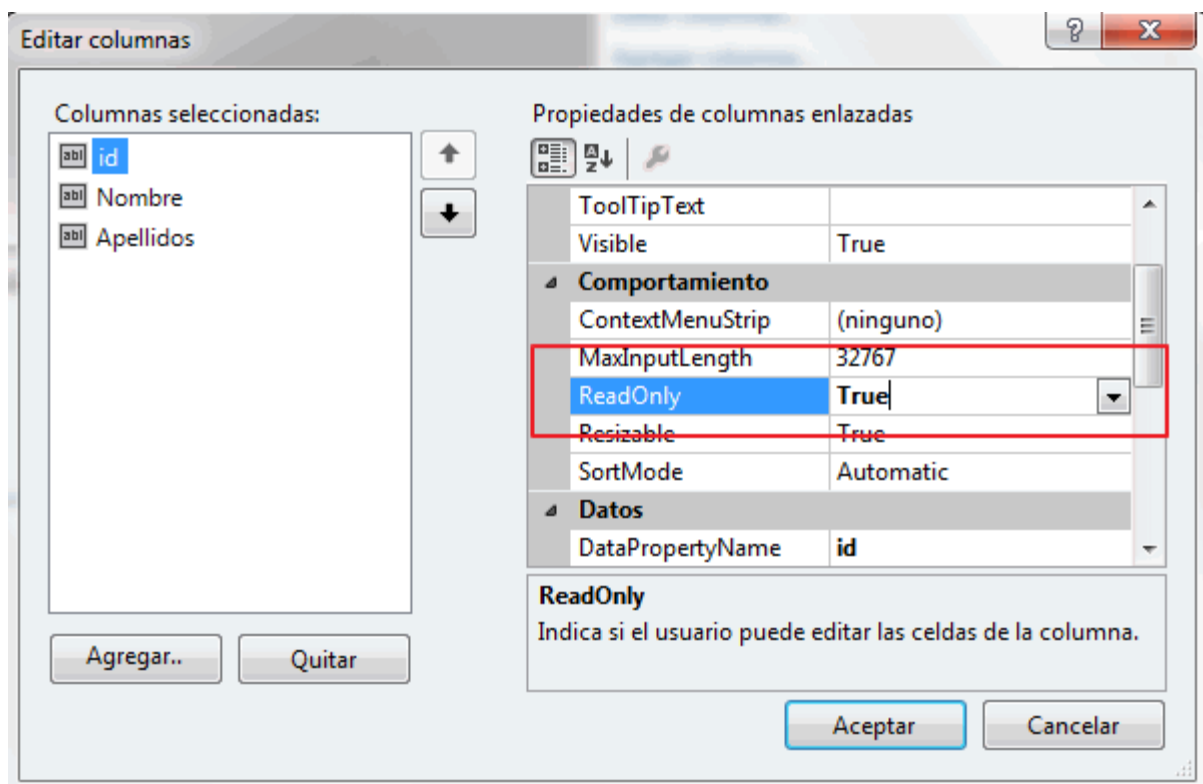 Editar columnas
Columnas seleccionadas:
id
Nombre
Apellidos
Agregar..
Quitar
Propiedades de columnas enlazadas
ToolTipText
Visible True
Comportamiento
ContextMenuStrip (ninguno)
MaxInputLength 32767
ReadOnly True
Resizable True
SortMode Automatic
Datos
DataPropertyName id
ReadOnly
Indica si el usuario puede editar las celdas de la columna.
Aceptar
Cancelar